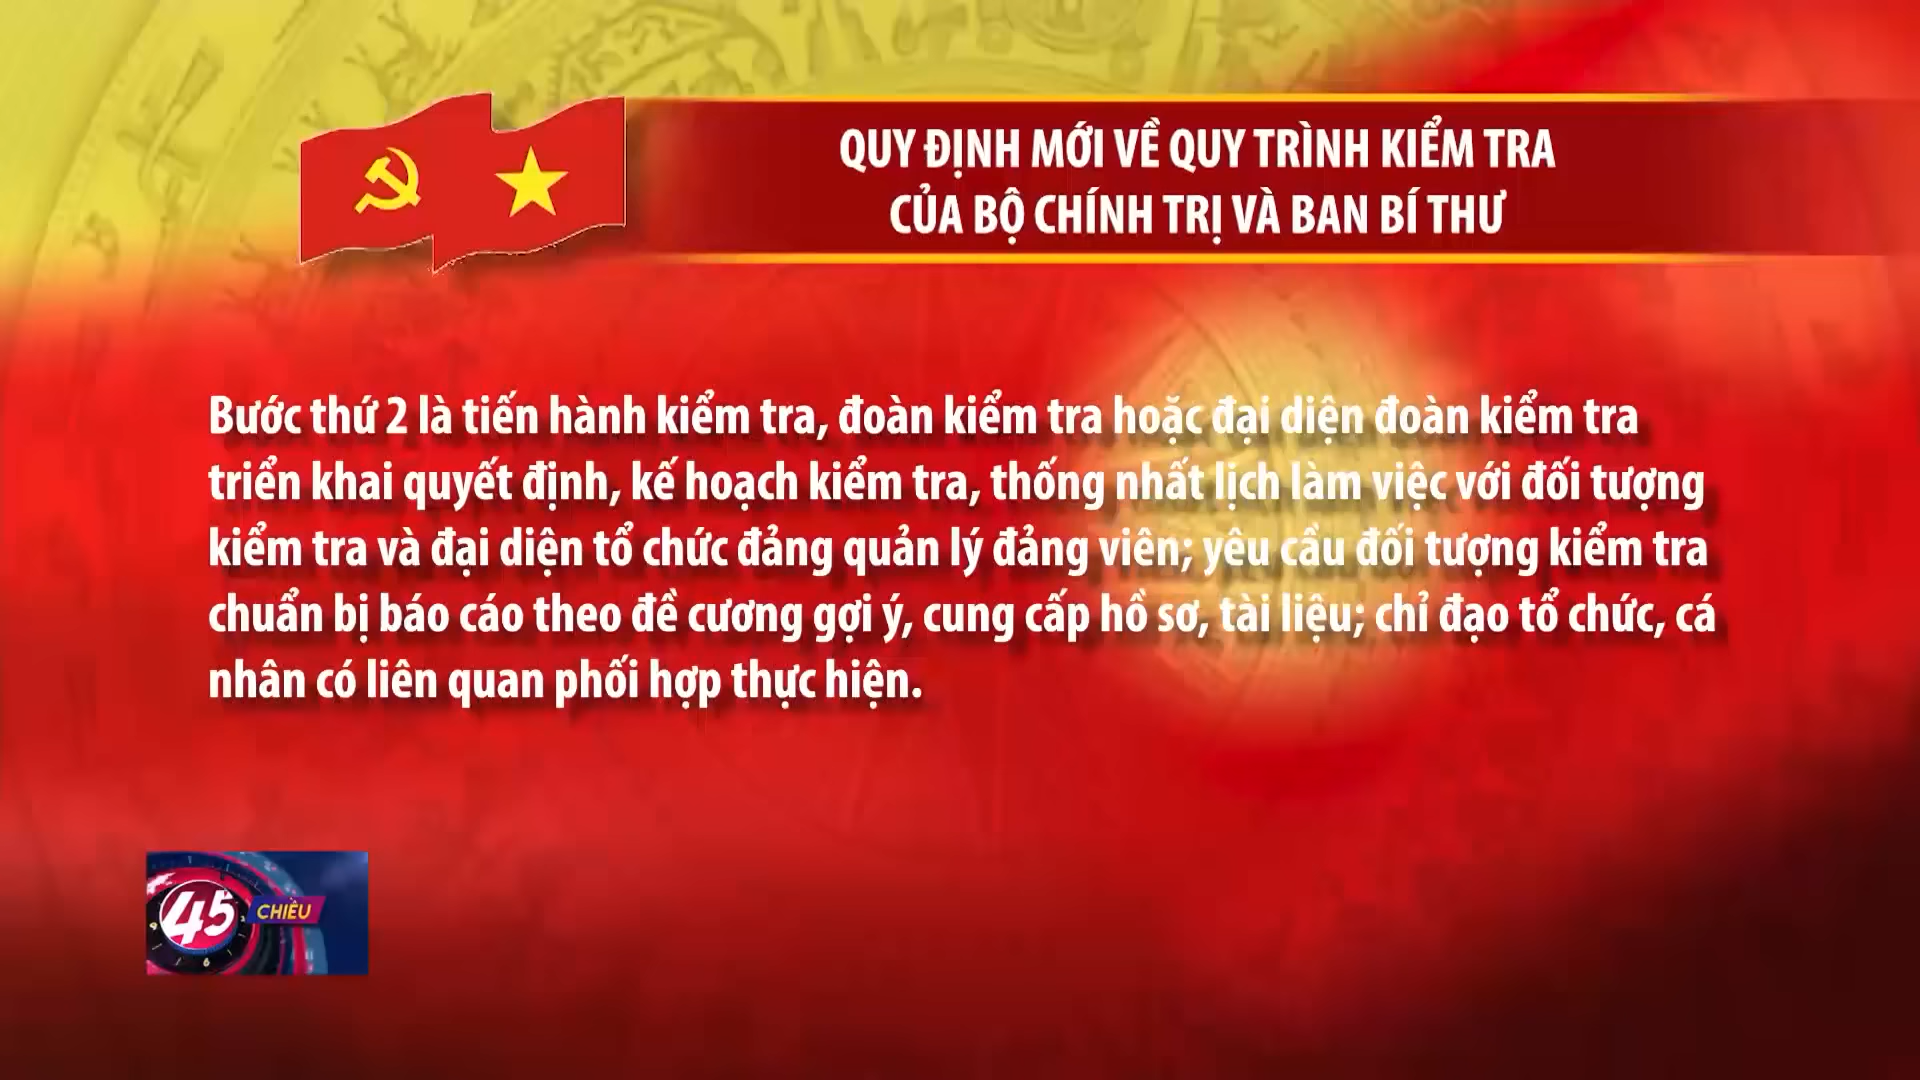 QUY ĐỊNH MỚI VỀ QUY TRÌNH KIỂM TRA
CỦA BỘ CHÍNH TRỊ VÀ BAN BÍ THƯ
Bước thứ 2 là tiến hành kiểm tra, đoàn kiểm tra hoặc đại diện đoàn kiểm tra
triển khai quyết định, kế hoạch kiểm tra, thống nhất lịch làm việc với đối tượng
kiểm tra và đại diện tổ chức đảng quản lý đảng viên; yêu cầu đối tượng kiểm tra
chuẩn bị báo cáo theo đề cương gợi ý, cung cấp hồ sơ, tài liệu; chỉ đạo tổ chức, cá
nhân có liên quan phối hợp thực hiện.
45 CHIỀU
9
3
6